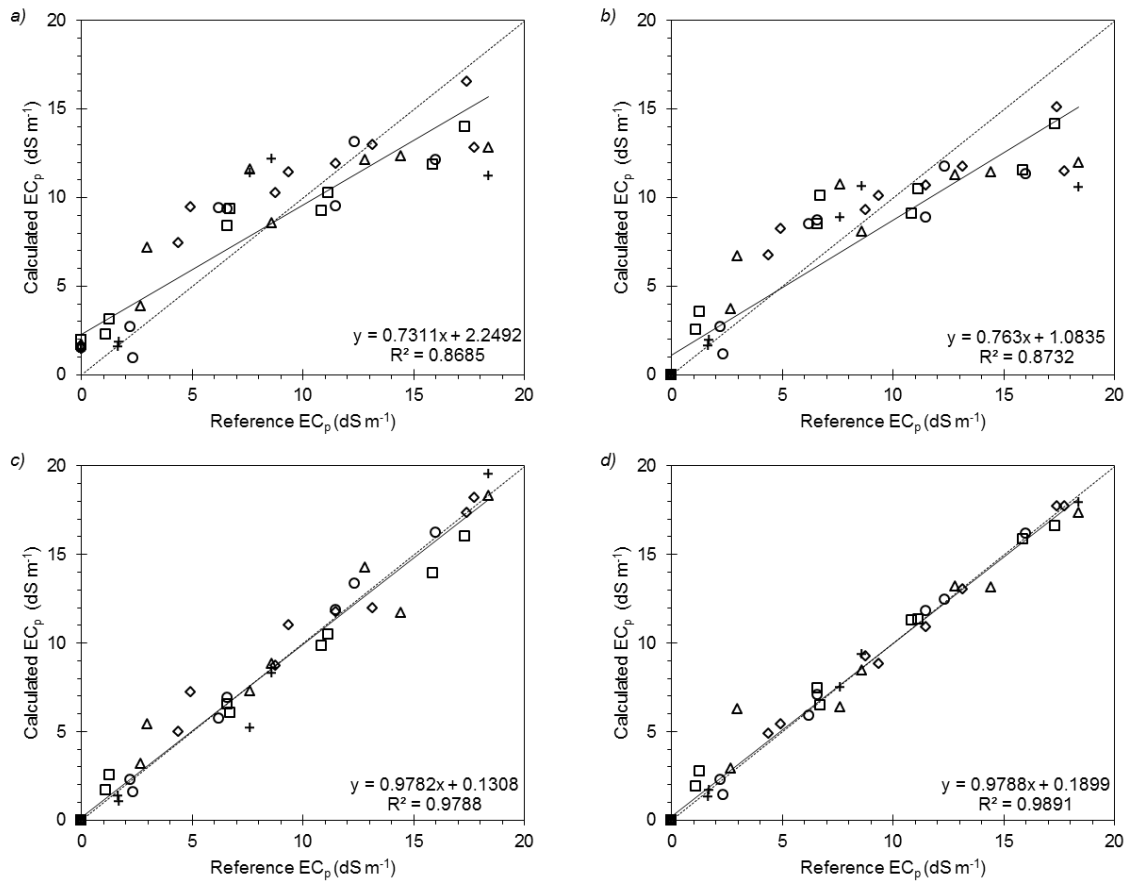 a)
20
15
10
5
0
Calculated ECp (dS m-1)
y = 0.7311x + 2.2492
R² = 0.8685
0 5 10 15 20
Reference ECp (dS m-1)
b)
20
15
10
5
0
Calculated ECp (dS m-1)
y = 0.763x + 1.0835
R² = 0.8732
0 5 10 15 20
Reference ECp (dS m-1)
c)
20
15
10
5
0
Calculated ECp (dS m-1)
y = 0.9782x + 0.1308
R² = 0.9788
0 5 10 15 20
Reference ECp (dS m-1)
d)
20
15
10
5
0
Calculated ECp (dS m-1)
y = 0.9788x + 0.1899
R² = 0.9891
0 5 10 15 20
Reference ECp (dS m-1)